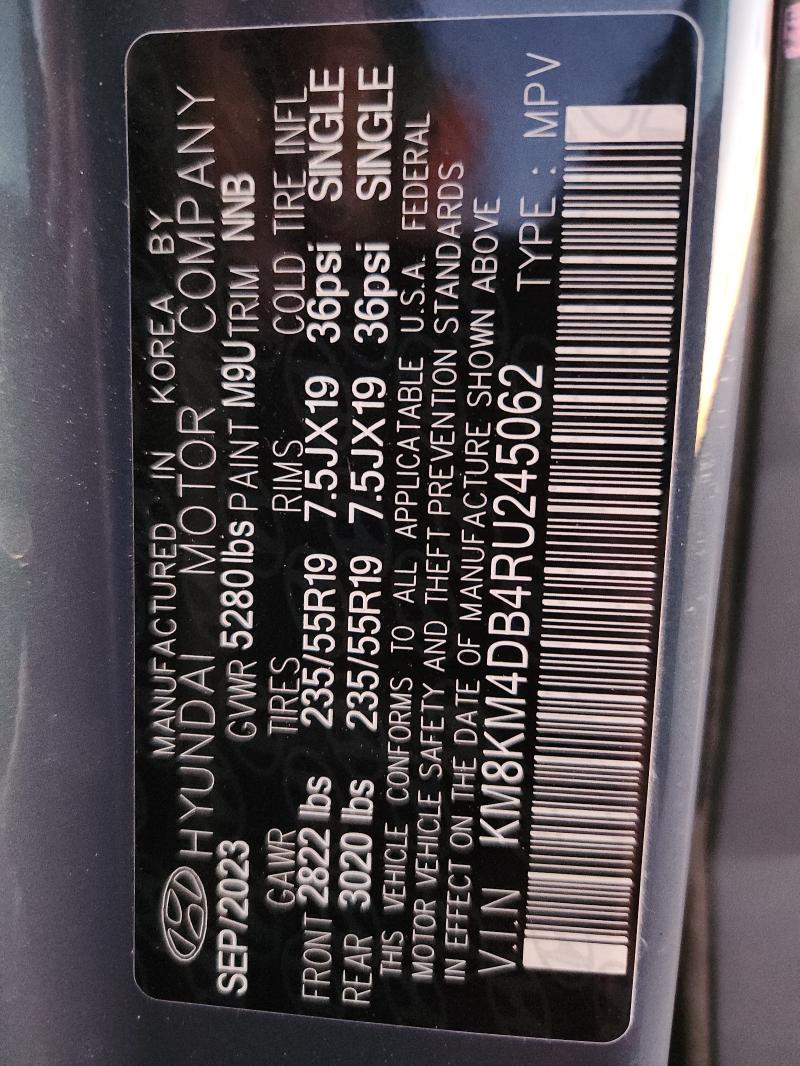 MANUFACTURED IN KOREA BY
HYUNDAI MOTOR COMPANY
SEP/2023 GVWR 5280lbs PAINT M9U TRIM NNB
GAWR TIRES RIMS COLD TIRE INFL
FRONT 2822 lbs 235/55R19 7.5JX19 36psi SINGLE
REAR 3020 lbs 235/55R19 7.5JX19 36psi SINGLE
THIS VEHICLE CONFORMS TO ALL APPLICATABLE U.S.A. FEDERAL
MOTOR VEHICLE SAFETY AND THEFT PREVENTION STANDARDS
IN EFFECT ON THE DATE OF MANUFACTURE SHOWN ABOVE
V.I.N KM8KM4DB4RU245062 TYPE : MPV